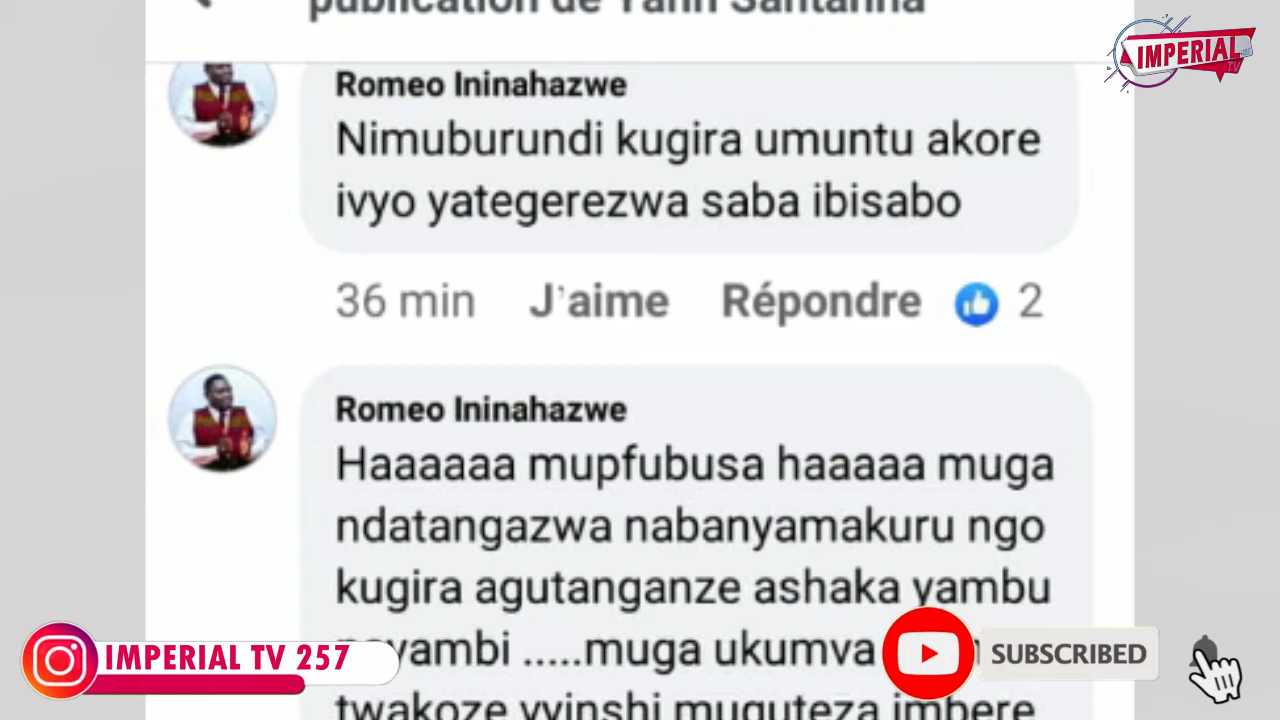 publication de Yann Santanna
IMPERIAL
TV
Romeo Ininahazwe
Nimuburundi kugira umuntu akore
ivyo yategerezwa saba ibisabo
36 min J'aime Répondre 2
Romeo Ininahazwe
Haaaaaa mupfubusa haaaaa muga
ndatangazwa nabanyamakuru ngo
kugira agutanganze ashaka yambu
.....muga ukumva
twakoze vyinshi muguteza imbere
IMPERIAL TV 257
SUBSCRIBED